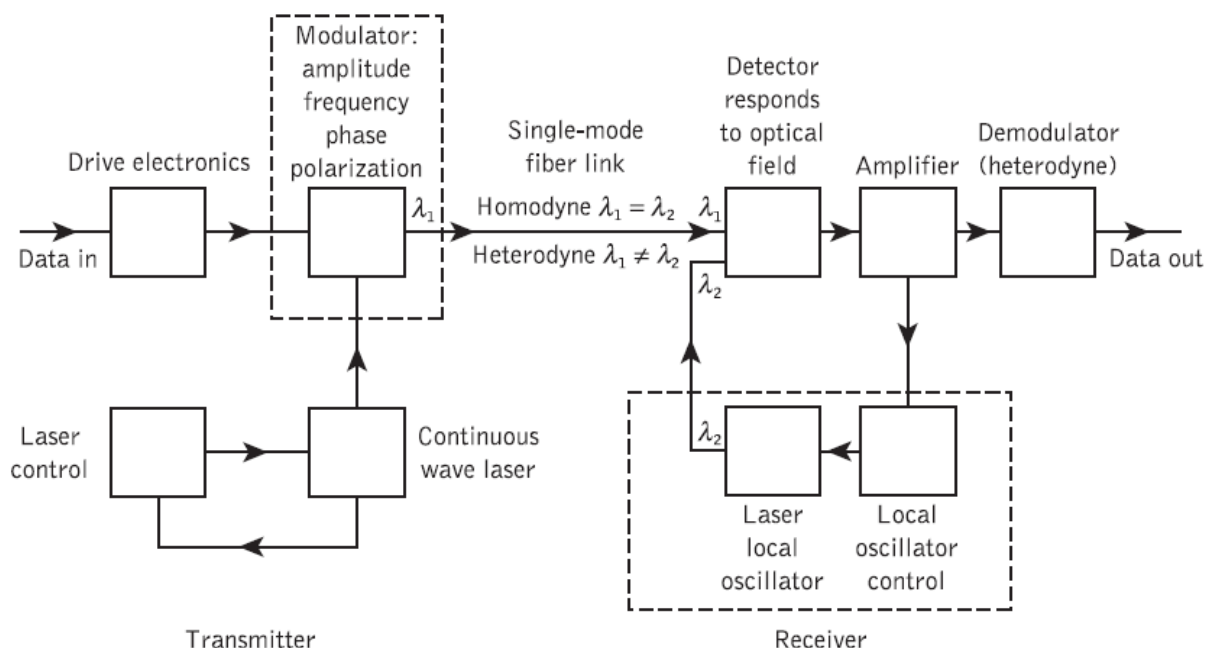 Modulator:
amplitude
frequency
phase
polarization
Drive electronics
Data in
λ₁
Single-mode
fiber link
Homodyne λ₁ = λ₂
Heterodyne λ₁ ≠ λ₂
λ₁
λ₂
Detector
responds
to optical
field
Amplifier
Demodulator
(heterodyne)
Data out
Laser
control
Continuous
wave laser
λ₂
Laser
local
oscillator
Local
oscillator
control
Transmitter
Receiver